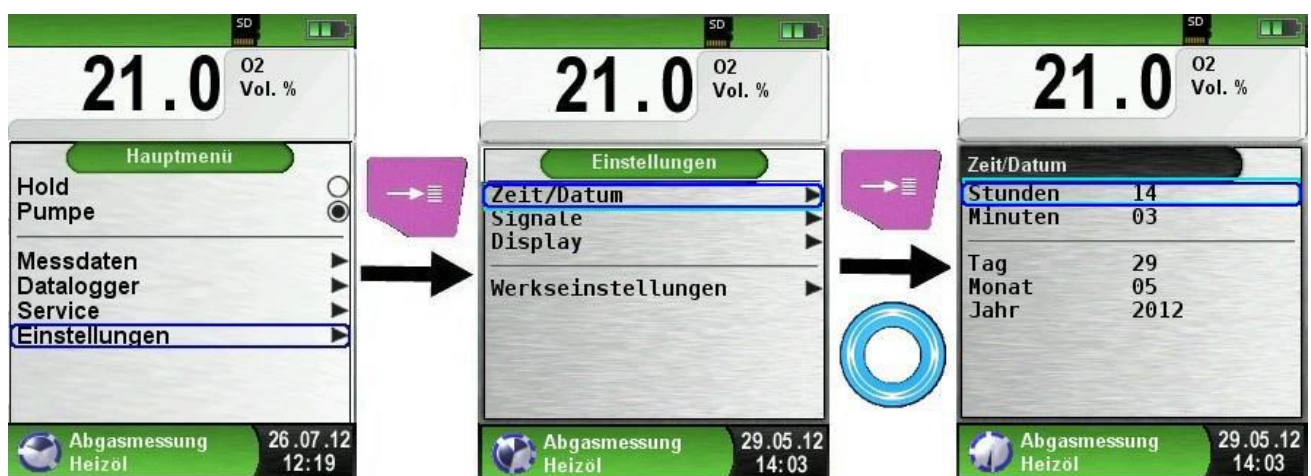 SD
21.0 O2
Vol. %
Hauptmenü
Hold
Pumpe
Messdaten
Datalogger
Service
Einstellungen
Abgasmessung 26.07.12
Heizöl 12:19
SD
21.0 O2
Vol. %
Einstellungen
Zeit/Datum
Signale
Display
Werkseinstellungen
Abgasmessung 29.05.12
Heizöl 14:03
SD
21.0 O2
Vol. %
Zeit/Datum
Stunden 14
Minuten 03
Tag 29
Monat 05
Jahr 2012
Abgasmessung 29.05.12
Heizöl 14:03